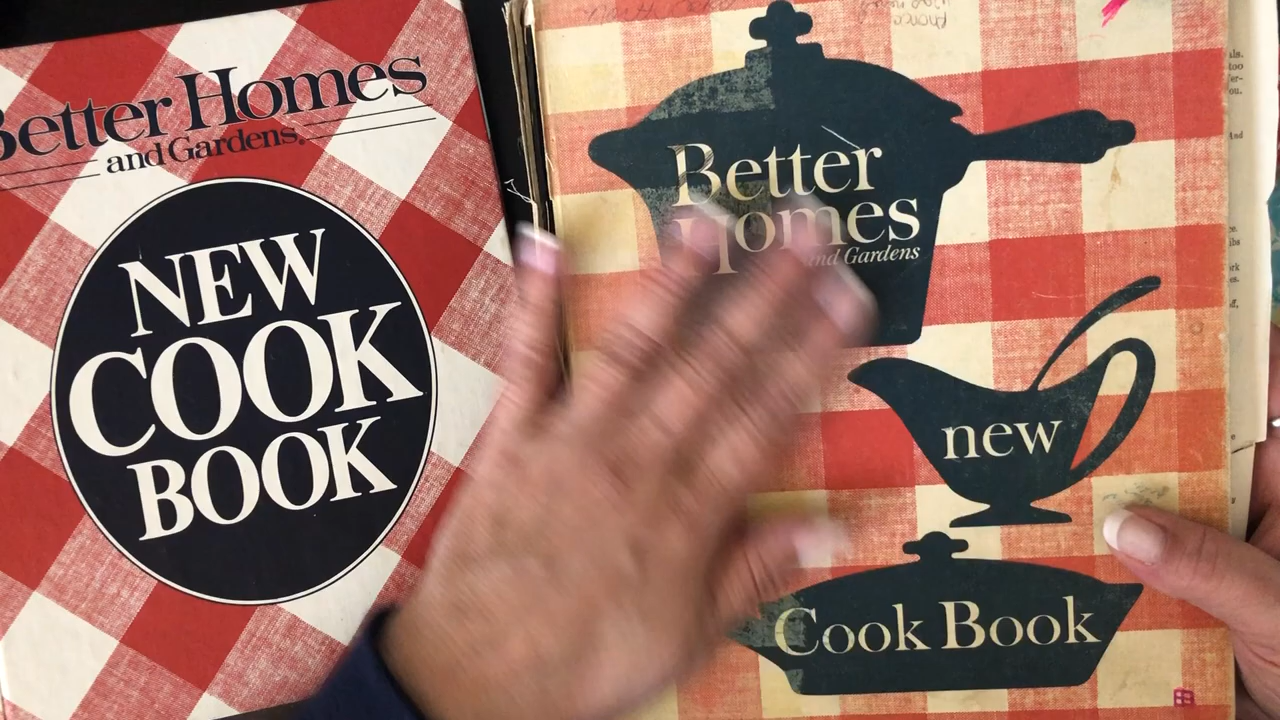 Better Homes
and Gardens®
NEW
COOK
BOOK
Better
Homes
and Gardens
new
Cook Book